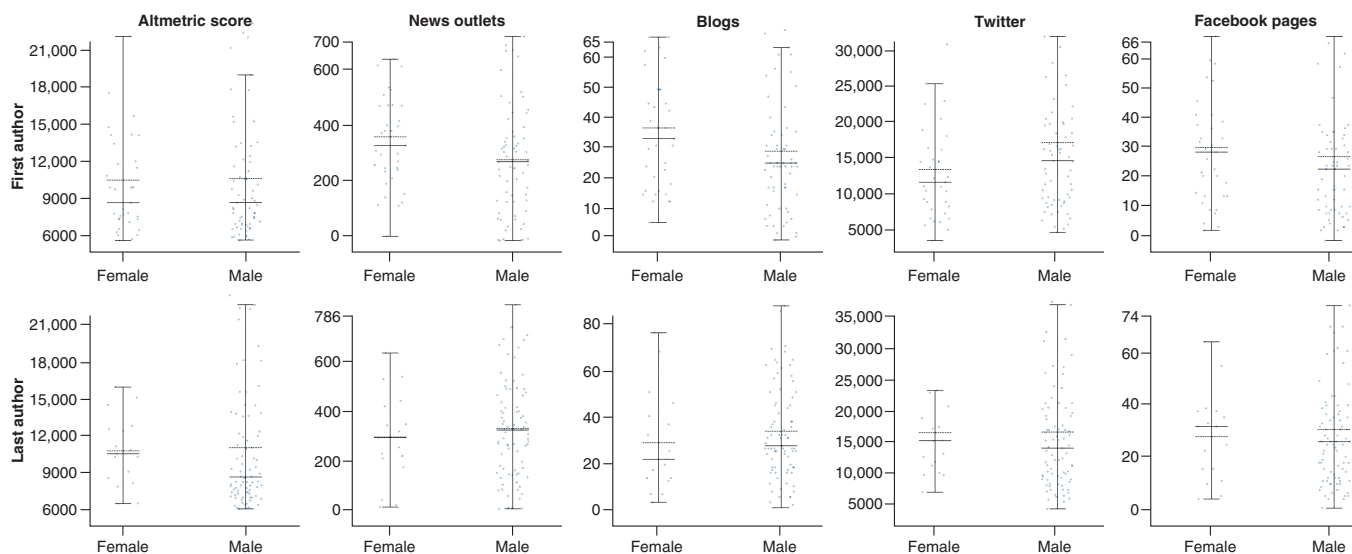 Altmetric score
News outlets
Blogs
Twitter
Facebook pages
First author
21,000
18,000
15,000
12,000
9000
6000
Female
Male
700
600
400
200
0
Female
Male
65
60
50
40
30
20
10
0
Female
Male
30,000
20,000
15,000
10,000
5000
Female
Male
66
60
50
40
30
20
10
0
Female
Male
Last author
21,000
18,000
15,000
12,000
9000
6000
Female
Male
786
600
400
200
0
Female
Male
80
60
40
20
0
Female
Male
35,000
30,000
25,000
20,000
15,000
10,000
5000
Female
Male
74
60
40
20
0
Female
Male